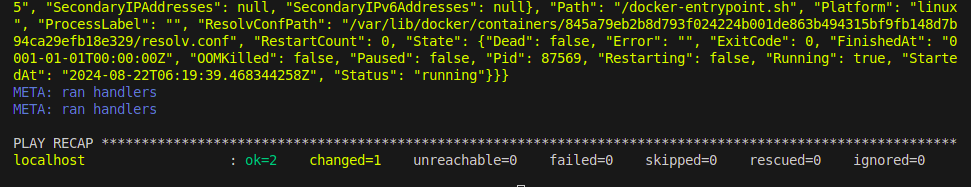 5", "SecondaryIPAddresses": null, "SecondaryIPv6Addresses": null}, "Path": "/docker-entrypoint.sh", "Platform": "linux
", "ProcessLabel": "", "ResolvConfPath": "/var/lib/docker/containers/845a79eb2b8d793f024224b001de863b494315bf9fb148d7b
94ca29efb18e329/resolv.conf", "RestartCount": 0, "State": {"Dead": false, "Error": "", "ExitCode": 0, "FinishedAt": "0
001-01-01T00:00:00Z", "OOMKilled": false, "Paused": false, "Pid": 87569, "Restarting": false, "Running": true, "Starte
dAt": "2024-08-22T06:19:39.468344258Z", "Status": "running"}}}
META: ran handlers
META: ran handlers
PLAY RECAP *********************************************************************************************************
localhost : ok=2 changed=1 unreachable=0 failed=0 skipped=0 rescued=0 ignored=0